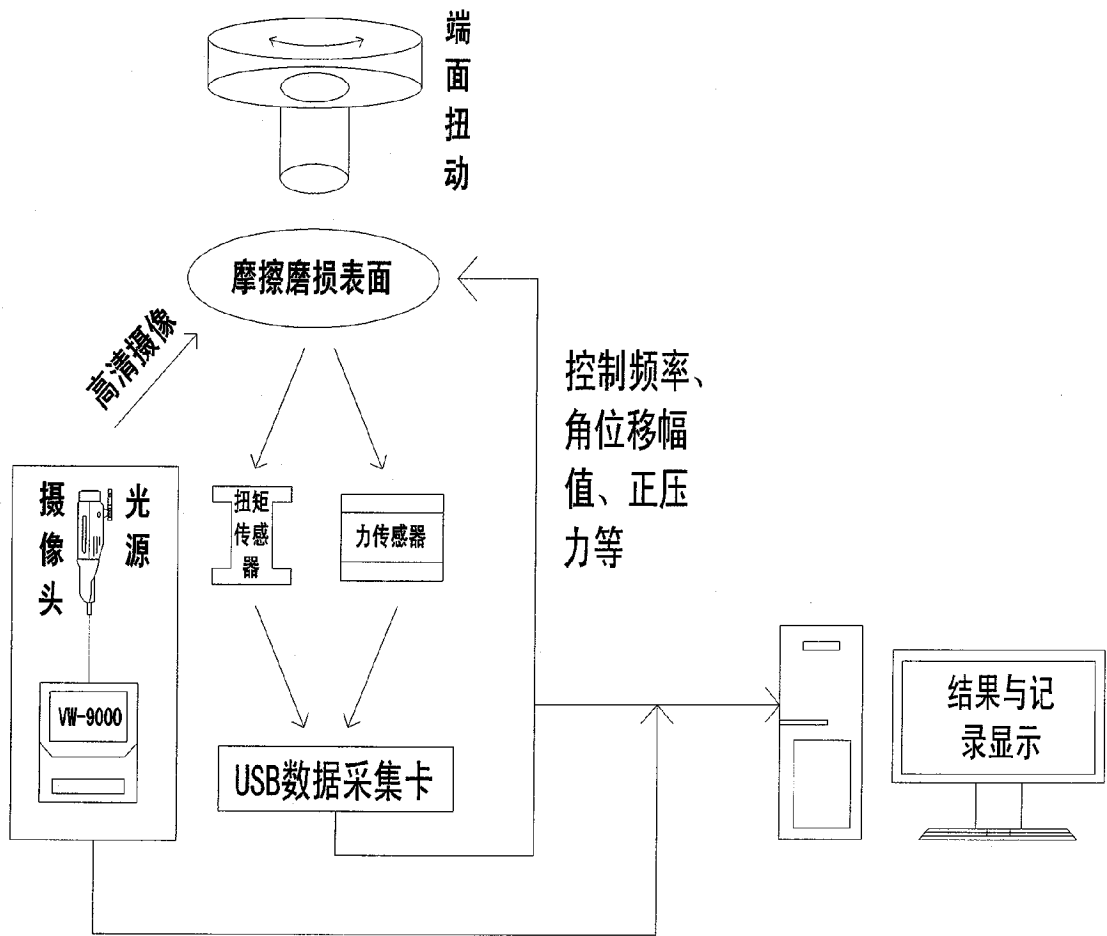 端面扭动
摩擦磨损表面
高清摄像
控制频率、
角位移幅
值、正压
力等
摄像头
光源
扭矩
传感
器
力传感器
VW-9000
USB数据采集卡
结果与记
录显示